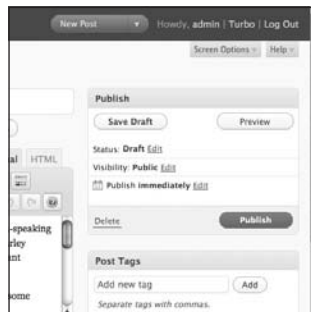 New Post Howdy, admin | Turbo | Log Out
Screen Options Help
Publish
Save Draft Preview
al HTML
Status: Draft Edit
Visibility: Public Edit
Publish immediately Edit
-speaking
rley
Delete Publish
ant
Post Tags
Add new tag Add
ome
Separate tags with commas.